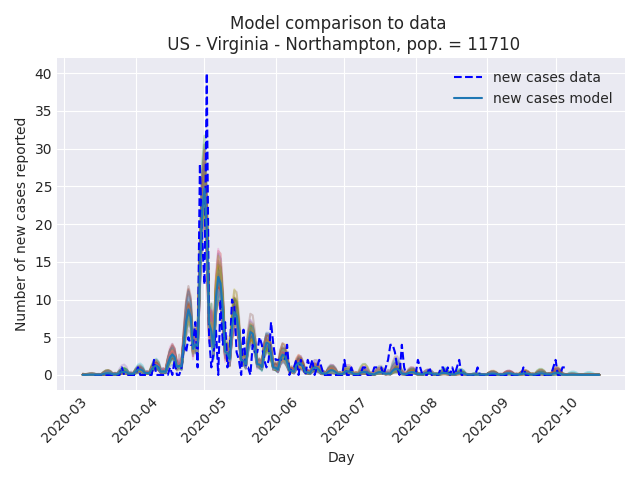 Model comparison to data
US - Virginia - Northampton, pop. = 11710
Number of new cases reported
40
35
30
25
20
15
10
5
0
new cases data
new cases model
2020-03
2020-04
2020-05
2020-06
2020-07
2020-08
2020-09
2020-10
Day